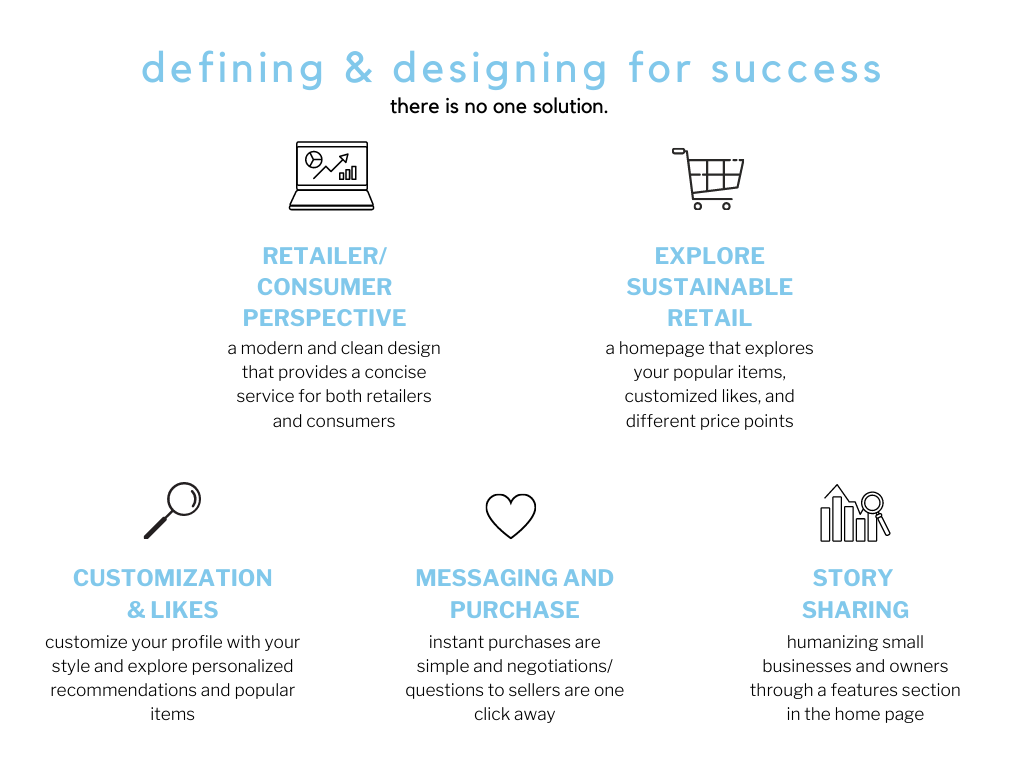 defining & designing for success
there is no one solution.
RETAILER/
CONSUMER
PERSPECTIVE
a modern and clean design
that provides a concise
service for both retailers
and consumers
EXPLORE
SUSTAINABLE
RETAIL
a homepage that explores
your popular items,
customized likes, and
different price points
CUSTOMIZATION
& LIKES
customize your profile with your
style and explore personalized
recommendations and popular
items
MESSAGING AND
PURCHASE
instant purchases are
simple and negotiations/
questions to sellers are one
click away
STORY
SHARING
humanizing small
businesses and owners
through a features section
in the home page